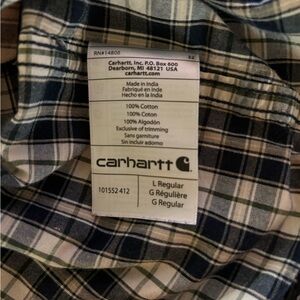 RN#14806
Carhartt, Inc. P.O. Box 600
Dearborn, MI 48121 USA
carhartt.com
Made in India
Fabriqué en Inde
Hecho en la India
100% Cotton
100% Coton
100% Algodón
Exclusive of trimming
Sans garniture
Sin incluir adorno
carhartt
101552 412
L Regular
G Régulière
G Regular